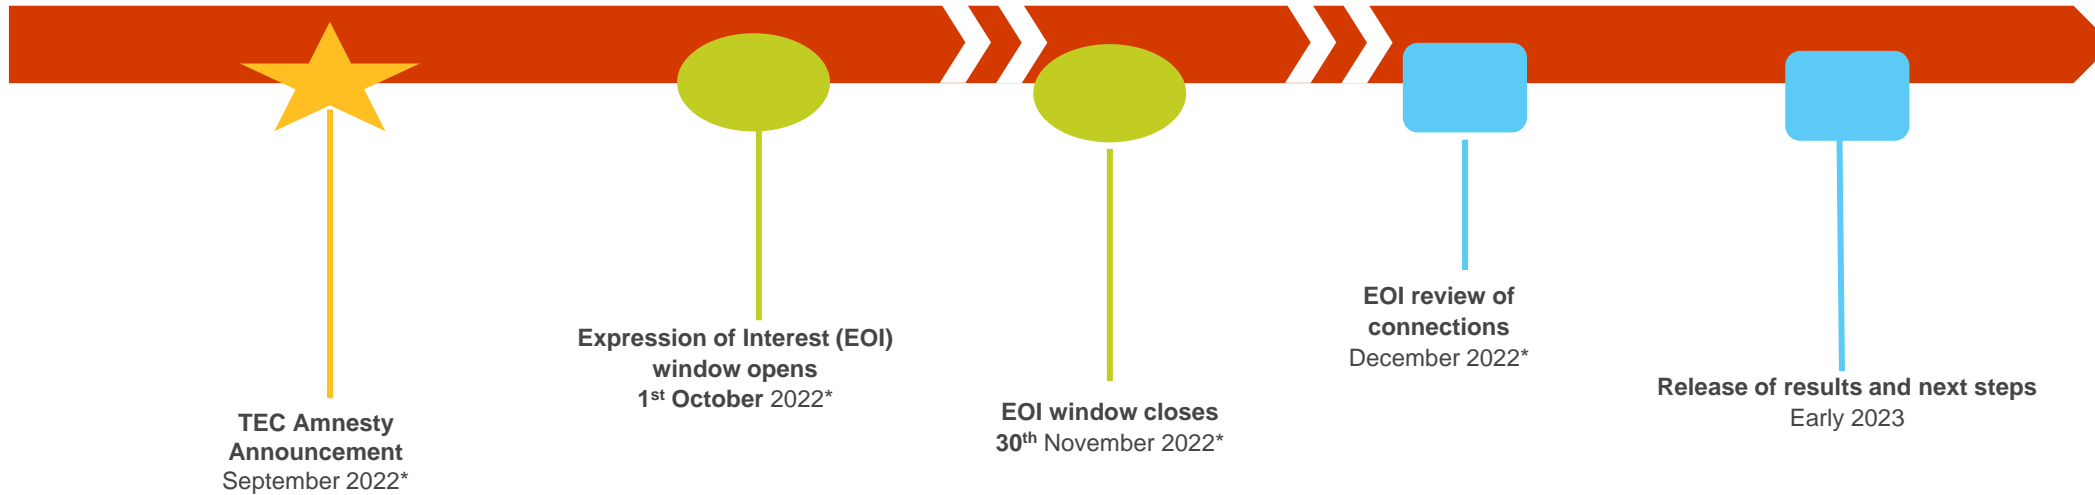 TEC Amnesty
Announcement
September 2022*
Expression of Interest (EOI)
window opens
1st October 2022*
EOI window closes
30th November 2022*
EOI review of
connections
December 2022*
Release of results and next steps
Early 2023